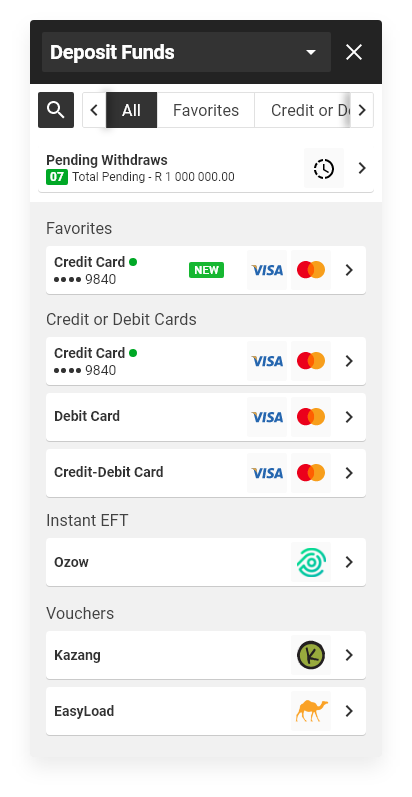 Deposit Funds
All Favorites Credit or De
Pending Withdraws
07 Total Pending - R 1 000 000.00
Favorites
Credit Card
•••• 9840
NEW
VISA
Credit or Debit Cards
Credit Card
•••• 9840
VISA
Debit Card
VISA
Credit-Debit Card
VISA
Instant EFT
Ozow
Vouchers
Kazang
K
EasyLoad